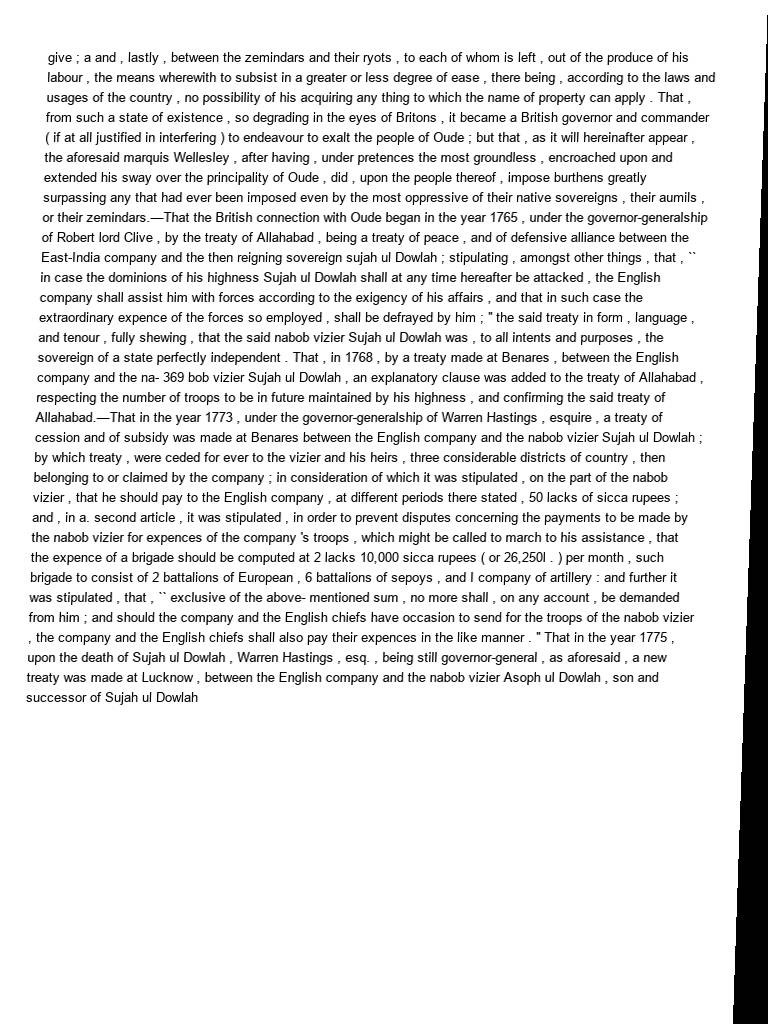 give ; a and , lastly , between the zemindars and their ryots , to each of whom is left , out of the produce of his
labour , the means wherewith to subsist in a greater or less degree of ease , there being , according to the laws and
usages of the country , no possibility of his acquiring any thing to which the name of property can apply . That ,
from such a state of existence , so degrading in the eyes of Britons , it became a British governor and commander
( if at all justified in interfering ) to endeavour to exalt the people of Oude ; but that , as it will hereinafter appear ,
the aforesaid marquis Wellesley , after having , under pretences the most groundless , encroached upon and
extended his sway over the principality of Oude , did , upon the people thereof , impose burthens greatly
surpassing any that had ever been imposed even by the most oppressive of their native sovereigns , their aumils ,
or their zemindars.—That the British connection with Oude began in the year 1765 , under the governor-generalship
of Robert lord Clive , by the treaty of Allahabad , being a treaty of peace , and of defensive alliance between the
East-India company and the then reigning sovereign sujah ul Dowlah ; stipulating , amongst other things , that , ``
in case the dominions of his highness Sujah ul Dowlah shall at any time hereafter be attacked , the English
company shall assist him with forces according to the exigency of his affairs , and that in such case the
extraordinary expence of the forces so employed , shall be defrayed by him ; " the said treaty in form , language ,
and tenour , fully shewing , that the said nabob vizier Sujah ul Dowlah was , to all intents and purposes , the
sovereign of a state perfectly independent . That , in 1768 , by a treaty made at Benares , between the English
company and the na- 369 bob vizier Sujah ul Dowlah , an explanatory clause was added to the treaty of Allahabad ,
respecting the number of troops to be in future maintained by his highness , and confirming the said treaty of
Allahabad.—That in the year 1773 , under the governor-generalship of Warren Hastings , esquire , a treaty of
cession and of subsidy was made at Benares between the English company and the nabob vizier Sujah ul Dowlah ;
by which treaty , were ceded for ever to the vizier and his heirs , three considerable districts of country , then
belonging to or claimed by the company ; in consideration of which it was stipulated , on the part of the nabob
vizier , that he should pay to the English company , at different periods there stated , 50 lacks of sicca rupees ;
and , in a. second article , it was stipulated , in order to prevent disputes concerning the payments to be made by
the nabob vizier for expences of the company 's troops , which might be called to march to his assistance , that
the expence of a brigade should be computed at 2 lacks 10,000 sicca rupees ( or 26,250l . ) per month , such
brigade to consist of 2 battalions of European , 6 battalions of sepoys , and I company of artillery : and further it
was stipulated , that , `` exclusive of the above- mentioned sum , no more shall , on any account , be demanded
from him ; and should the company and the English chiefs have occasion to send for the troops of the nabob vizier
, the company and the English chiefs shall also pay their expences in the like manner . " That in the year 1775 ,
upon the death of Sujah ul Dowlah , Warren Hastings , esq. , being still governor-general , as aforesaid , a new
treaty was made at Lucknow , between the English company and the nabob vizier Asoph ul Dowlah , son and
successor of Sujah ul Dowlah